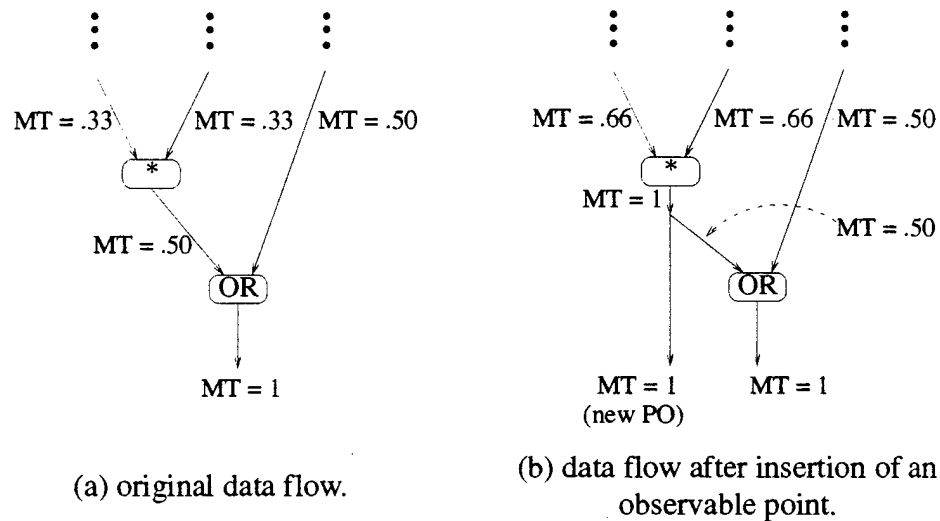 MT = .33
MT = .33
MT = .50
*
MT = .50
OR
MT = 1
(a) original data flow.
MT = .66
MT = .66
MT = .50
*
MT = 1
MT = .50
OR
MT = 1
(new PO)
MT = 1
(b) data flow after insertion of an
observable point.